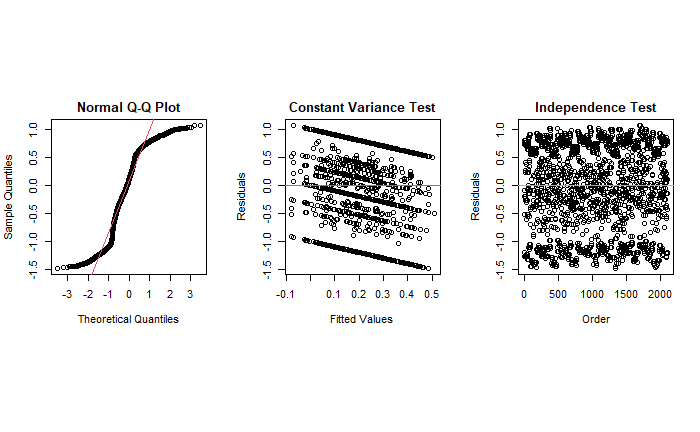 Normal Q-Q Plot
Sample Quantiles
1.0
0.5
0.0
-0.5
-1.0
-1.5
-3 -2 -1 0 1 2 3
Theoretical Quantiles
Constant Variance Test
Residuals
1.0
0.5
0.0
-0.5
-1.0
-1.5
-0.1 0.1 0.2 0.3 0.4 0.5
Fitted Values
Independence Test
Residuals
1.0
0.5
0.0
-0.5
-1.0
-1.5
0 500 1000 1500 2000
Order